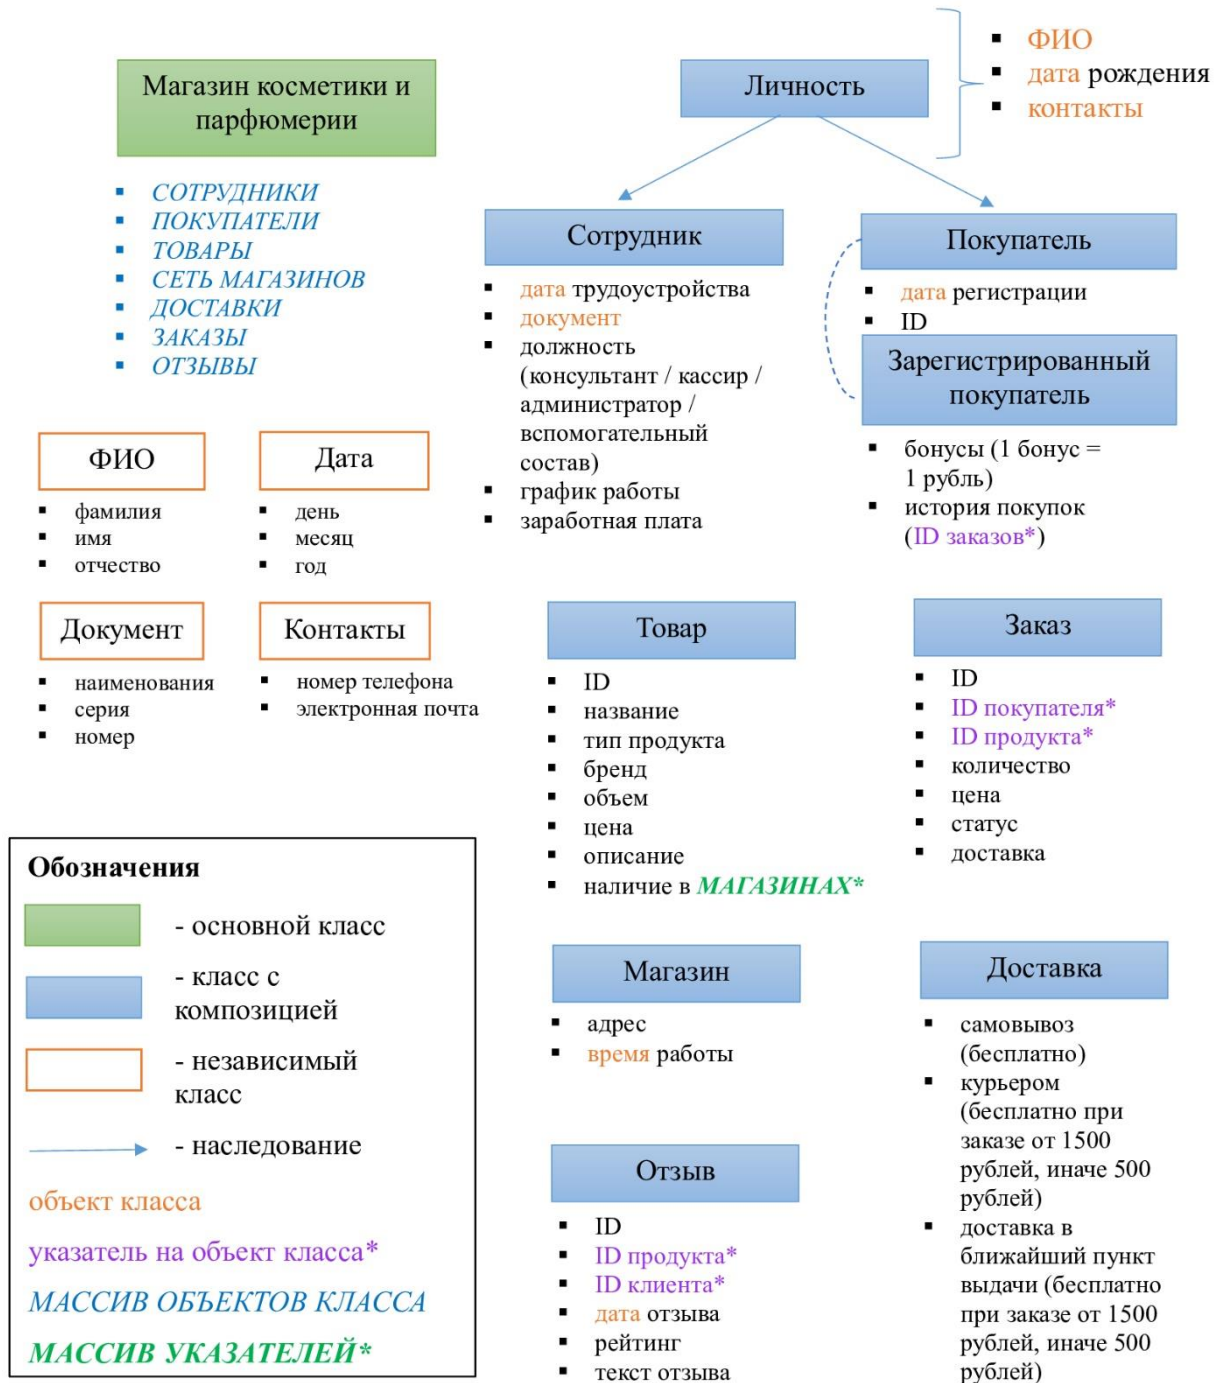 Магазин косметики и
парфюмерии
СОТРУДНИКИ
ПОКУПАТЕЛИ
ТОВАРЫ
СЕТЬ МАГАЗИНОВ
ДОСТАВКИ
ЗАКАЗЫ
ОТЗЫВЫ
Личность
ФИО
дата рождения
контакты
Сотрудник
дата трудоустройства
документ
должность
(консультант / кассир /
администратор /
вспомогательный
состав)
график работы
заработная плата
Покупатель
дата регистрации
ID
Зарегистрированный
покупатель
бонусы (1 бонус =
1 рубль)
история покупок
(ID заказов*)
ФИО
фамилия
имя
отчество
Дата
день
месяц
год
Документ
наименования
серия
номер
Контакты
номер телефона
электронная почта
Товар
ID
название
тип продукта
бренд
объем
цена
описание
наличие в МАГАЗИНАХ*
Заказ
ID
ID покупателя*
ID продукта*
количество
цена
статус
доставка
Обозначения
- основной класс
- класс с
композицией
- независимый
класс
- наследование
объект класса
указатель на объект класса*
МАССИВ ОБЪЕКТОВ КЛАССА
МАССИВ УКАЗАТЕЛЕЙ*
Магазин
адрес
время работы
Отзыв
ID
ID продукта*
ID клиента*
дата отзыва
рейтинг
текст отзыва
Доставка
самовывоз
(бесплатно)
курьером
(бесплатно при
заказе от 1500
рублей, иначе 500
рублей)
доставка в
ближайший пункт
выдачи (бесплатно
при заказе от 1500
рублей, иначе 500
рублей)